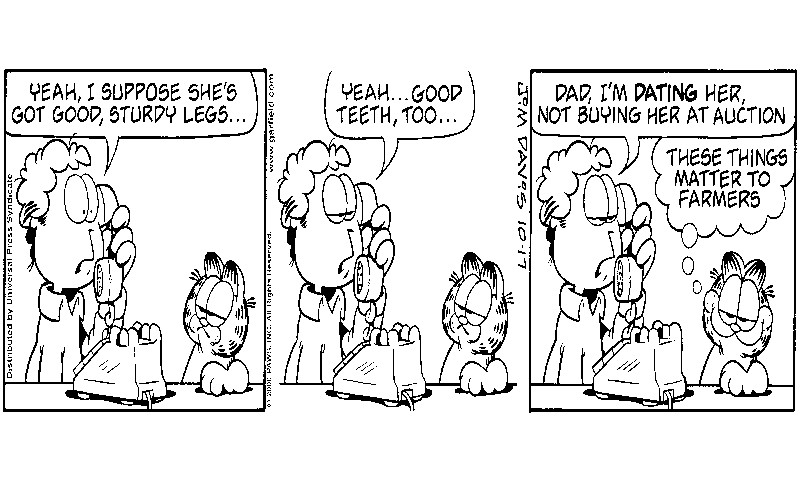 YEAH, I SUPPOSE SHE'S
GOT GOOD, STURDY LEGS...
Distributed by Universal Press Syndicate
YEAH...GOOD
TEETH, TOO...
www.garfield.com
PAWS, INC. All Rights Reserved.
DAD, I'M DATING HER,
NOT BUYING HER AT AUCTION
THESE THINGS
MATTER TO
FARMERS
JIM DAVIS 10-17